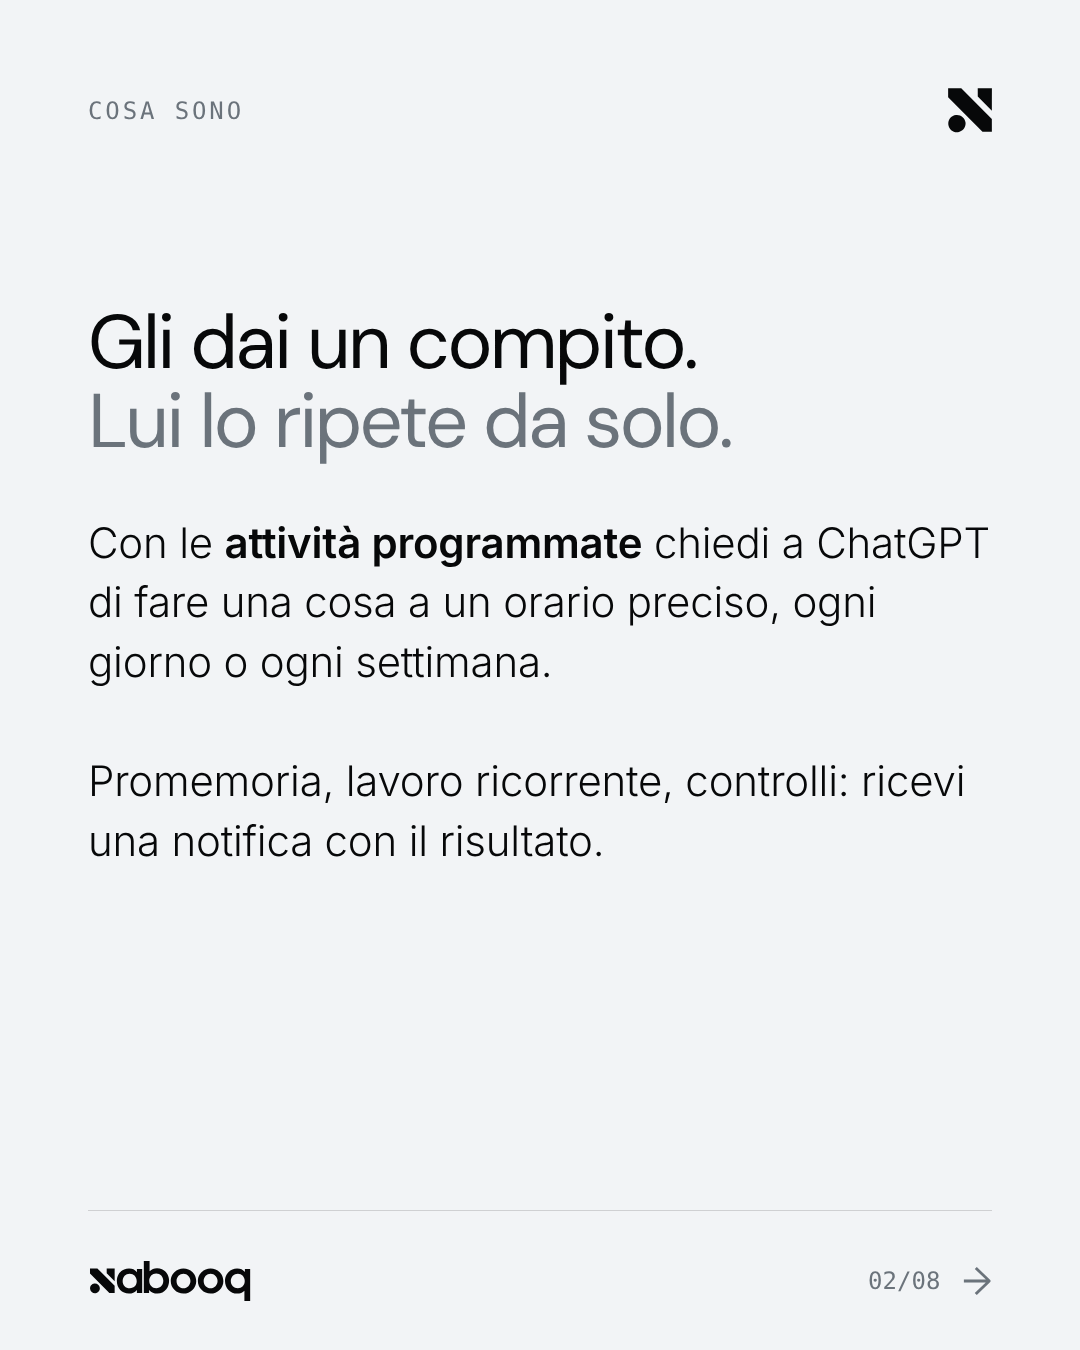 COSA SONO
Gli dai un compito.
Lui lo ripete da solo.
Con le attività programmate chiedi a ChatGPT
di fare una cosa a un orario preciso, ogni
giorno o ogni settimana.
Promemoria, lavoro ricorrente, controlli: ricevi
una notifica con il risultato.
nabooq
02/08 →